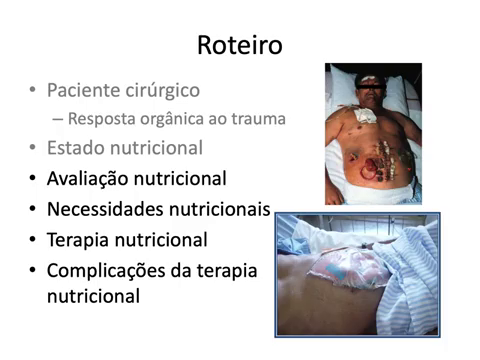 Roteiro
• Paciente cirúrgico
– Resposta orgânica ao trauma
• Estado nutricional
• Avaliação nutricional
• Necessidades nutricionais
• Terapia nutricional
• Complicações da terapia
nutricional